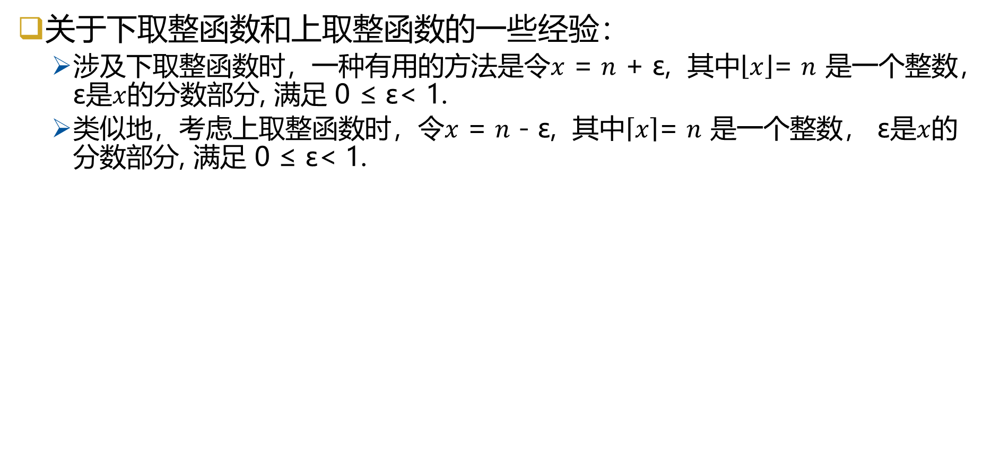 关于下取整函数和上取整函数的一些经验：
涉及下取整函数时，一种有用的方法是令x = n + ε, 其中⌊x⌋= n 是一个整数，
ε是x的分数部分, 满足 0 ≤ ε< 1.
类似地，考虑上取整函数时，令x = n - ε, 其中⌈x⌉= n 是一个整数， ε是x的
分数部分, 满足 0 ≤ ε< 1.